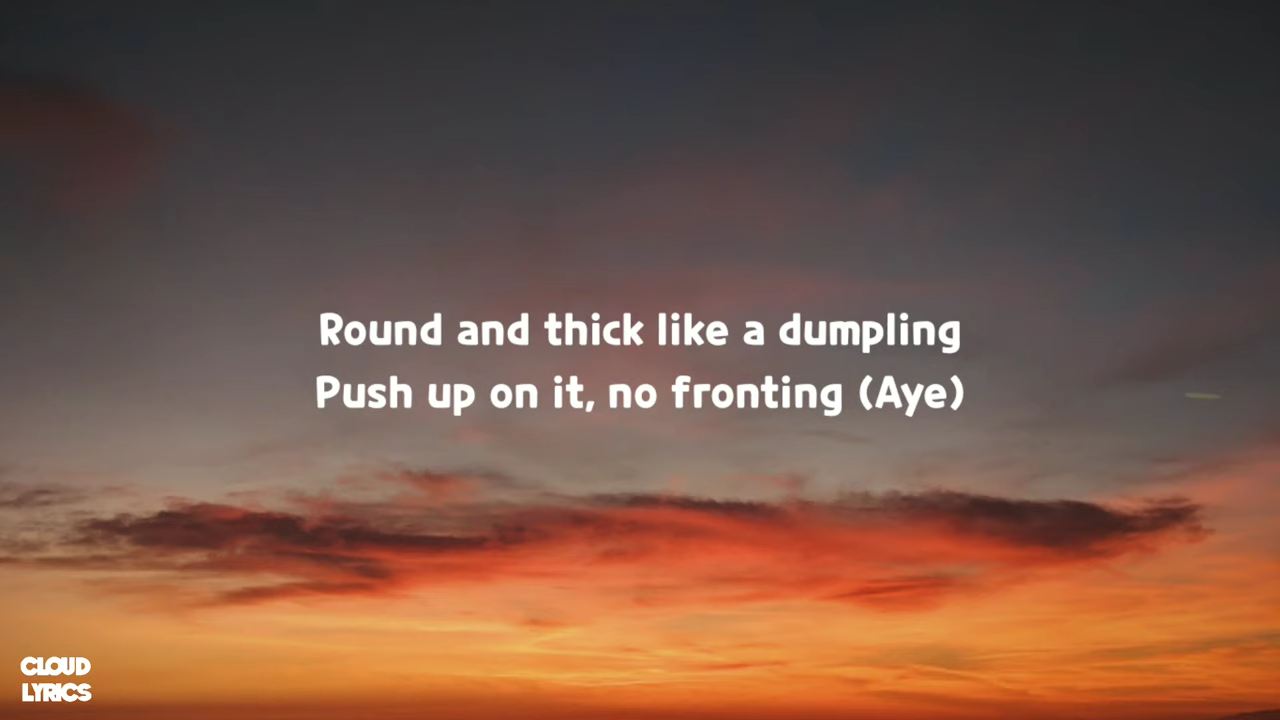 Round and thick like a dumpling
Push up on it, no fronting (Aye)
CLOUD
LYRICS